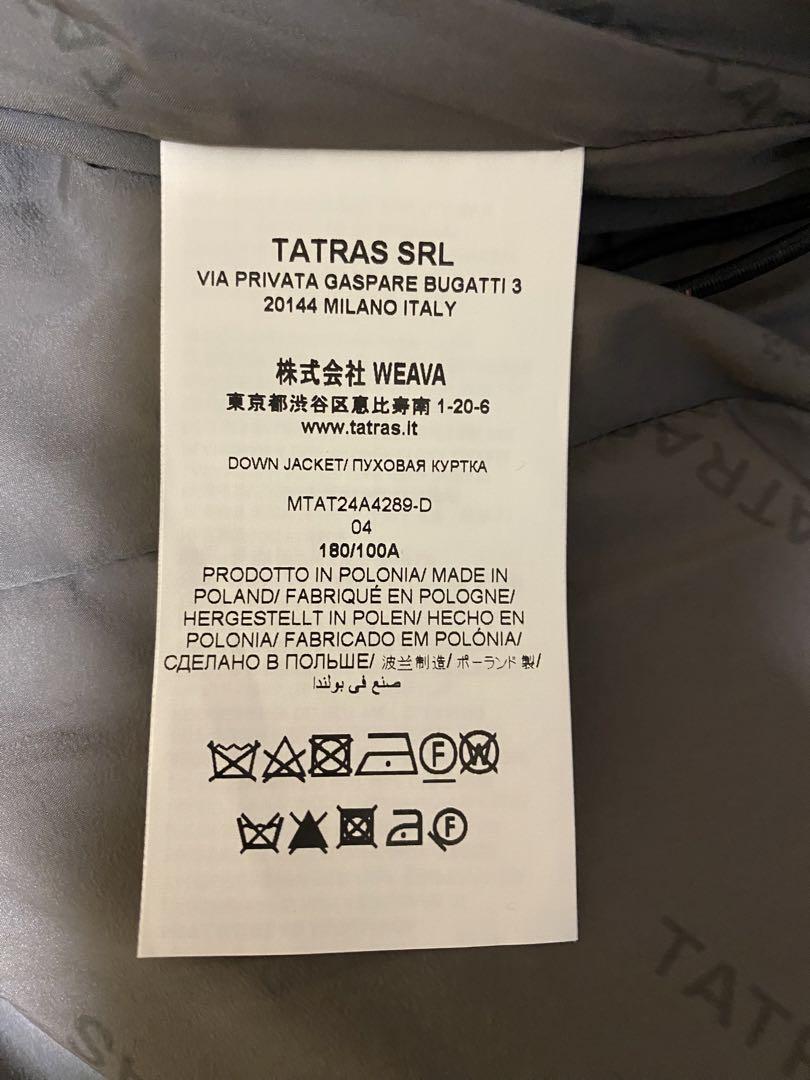 TATRAS SRL
VIA PRIVATA GASPARE BUGATTI 3
20144 MILANO ITALY
株式会社 WEAVA
東京都渋谷区恵比寿南 1-20-6
www.tatras.it
DOWN JACKET/ ПУХОВАЯ КУРТКА
MTAT24A4289-D
04
180/100A
PRODOTTO IN POLONIA/ MADE IN
POLAND/ FABRIQUÉ EN POLOGNE/
HERGESTELLT IN POLEN/ HECHO EN
POLONIA/ FABRICADO EM POLÓNIA/
СДЕЛАНО В ПОЛЬШЕ/ 波兰制造/ ポーランド製/
صنع في بولندا
F W
F
TATRAS
TAT